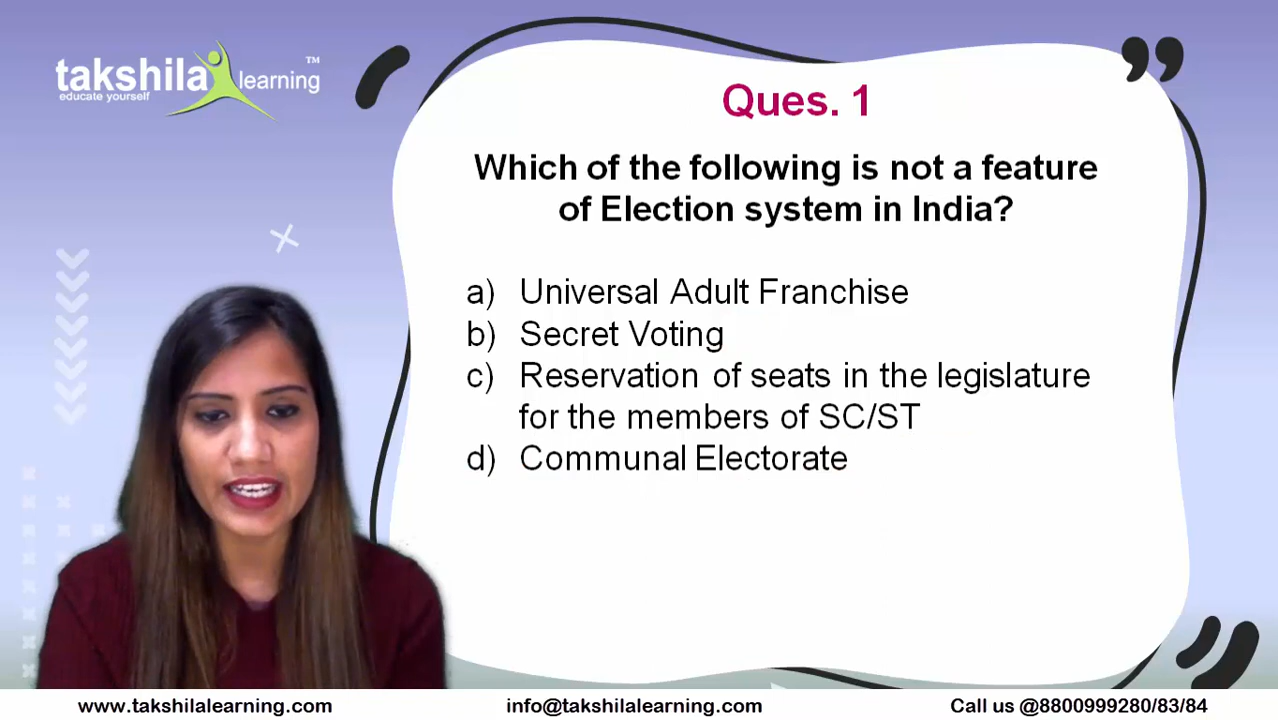 takshila learning TM
educate yourself
Ques. 1
Which of the following is not a feature
of Election system in India?
a) Universal Adult Franchise
b) Secret Voting
c) Reservation of seats in the legislature
for the members of SC/ST
d) Communal Electorate
www.takshilalearning.com info@takshilalearning.com Call us @8800999280/83/84